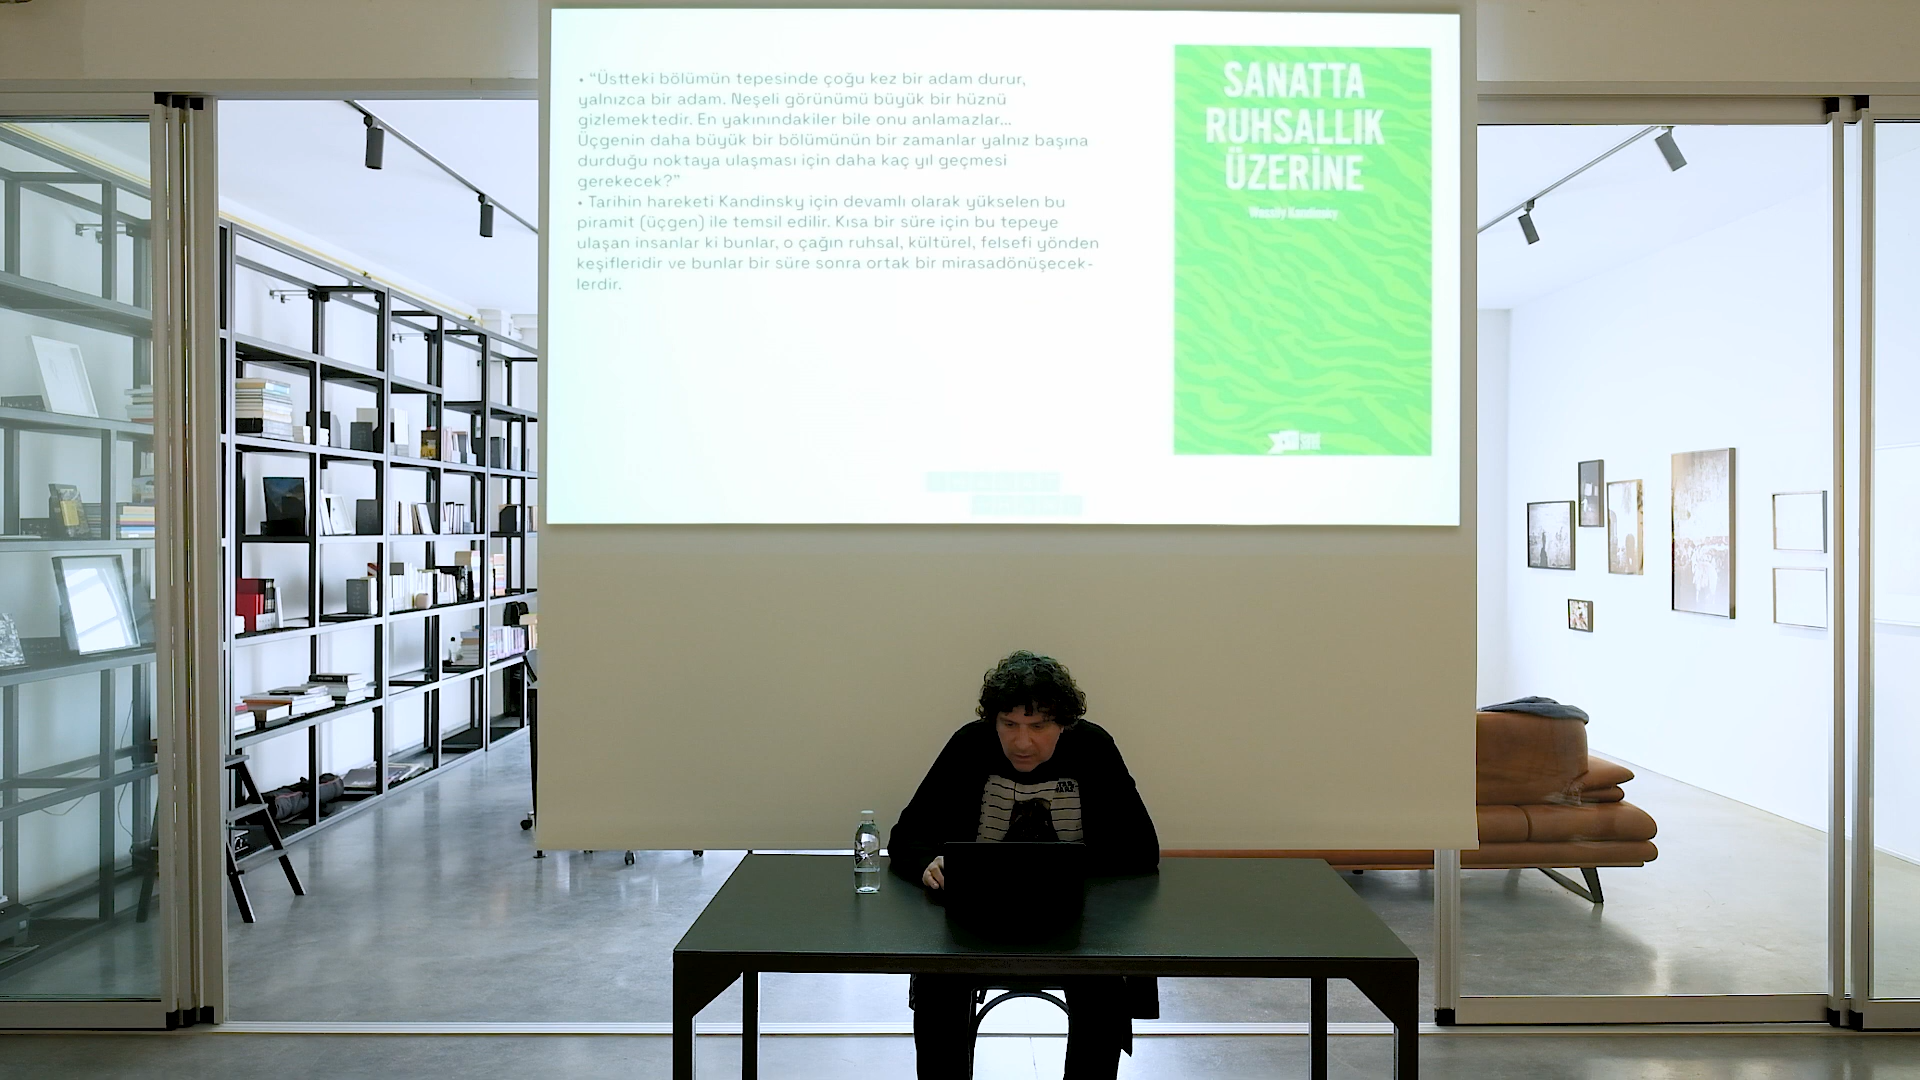 • "Üstteki bölümün tepesinde çoğu kez bir adam durur,
yalnızca bir adam. Neşeli görünümü büyük bir hüznü
gizlemektedir. En yakınındakiler bile onu anlamazlar...
Üçgenin daha büyük bir bölümünün bir zamanlar yalnız başına
durduğu noktaya ulaşması için daha kaç yıl geçmesi
gerekecek?"
• Tarihin hareketi Kandinsky için devamlı olarak yükselen bu
piramit (üçgen) ile temsil edilir. Kısa bir süre için bu tepeye
ulaşan insanlar ki bunlar, o çağın ruhsal, kültürel, felsefi yönden
keşifleridir ve bunlar bir süre sonra ortak bir mirasadönüşecek-
lerdir.
SANATTA
RUHSALLIK
ÜZERİNE
Wassily Kandinsky